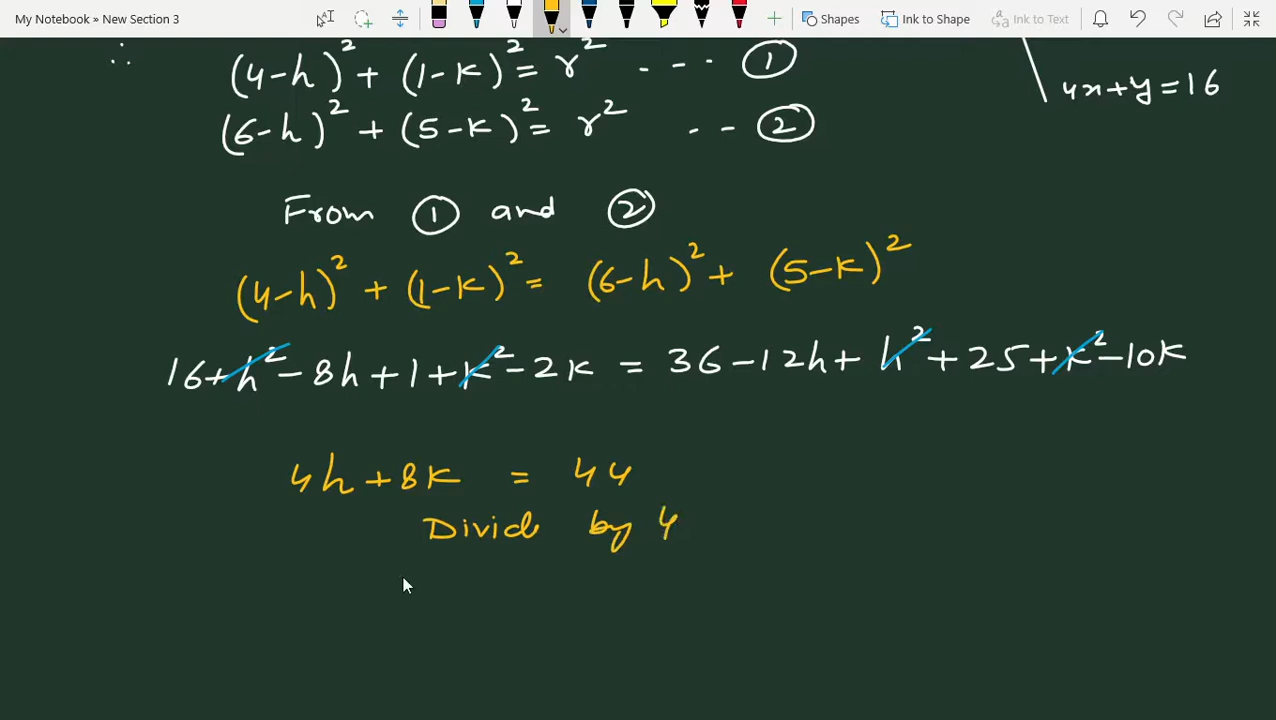 My Notebook » New Section 3
Shapes
Ink to Shape
Ink to Text
∴ (4-h)² + (1-k)² = r² --- ①
4x+y=16
(6-h)² + (5-k)² = r² -- ②
From ① and ②
(4-h)² + (1-k)² = (6-h)² + (5-k)²
16+h²-8h+1+k²-2k = 36-12h+h²+25+k²-10k
4h+8k = 44
Divid by 4